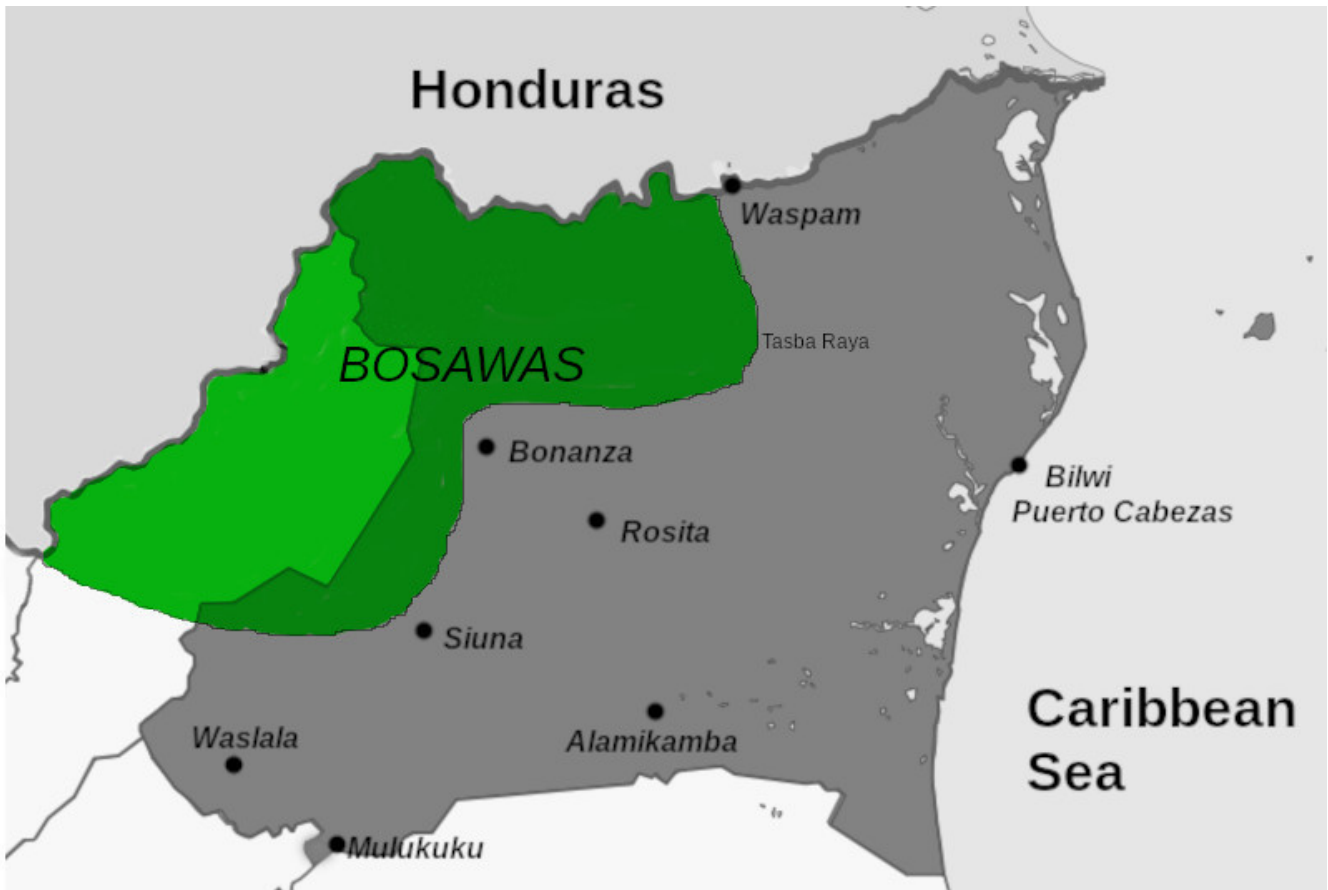 Honduras
Waspam
Tasba Raya
BOSAWAS
Bonanza
Bilwi
Puerto Cabezas
Rosita
Siuna
Caribbean
Sea
Waslala
Alamikamba
Mulukuku